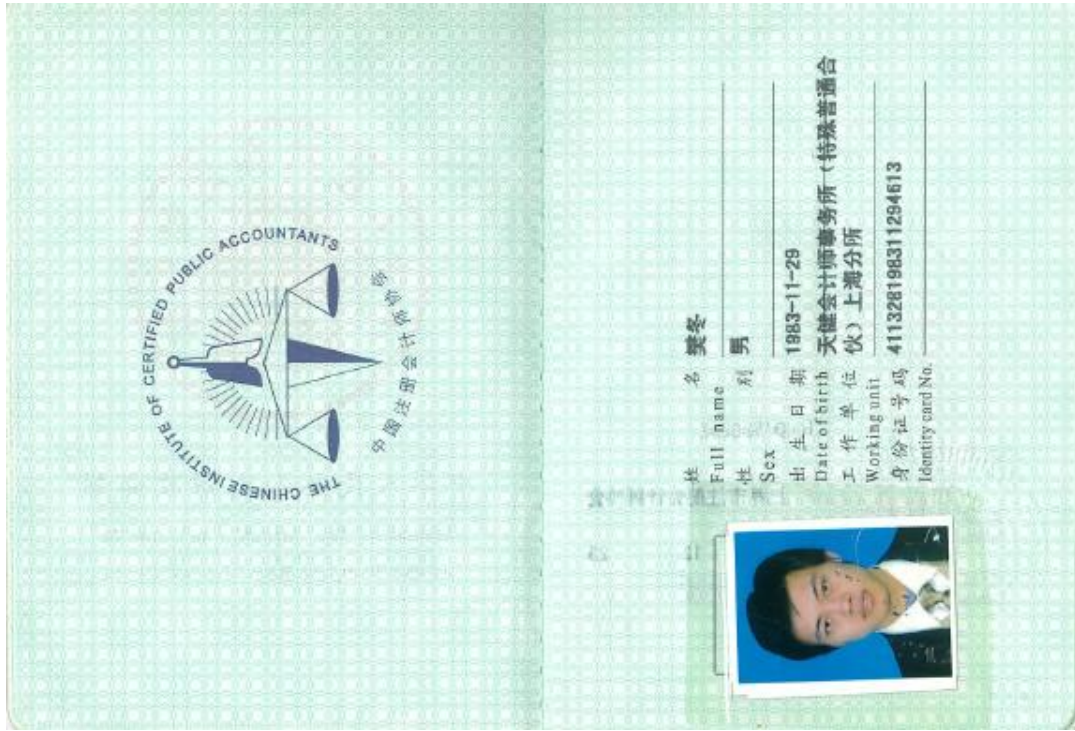 THE CHINESE INSTITUTE OF CERTIFIED PUBLIC ACCOUNTANTS
中国注册会计师协会
姓 名 樊冬
Full name
性 别 男
Sex
出 生 日 期 1983-11-29
Date of birth
工 作 单 位 天健会计师事务所（特殊普通合
伙）上海分所
Working unit
身份证号码 411328198311294613
Identity card No.